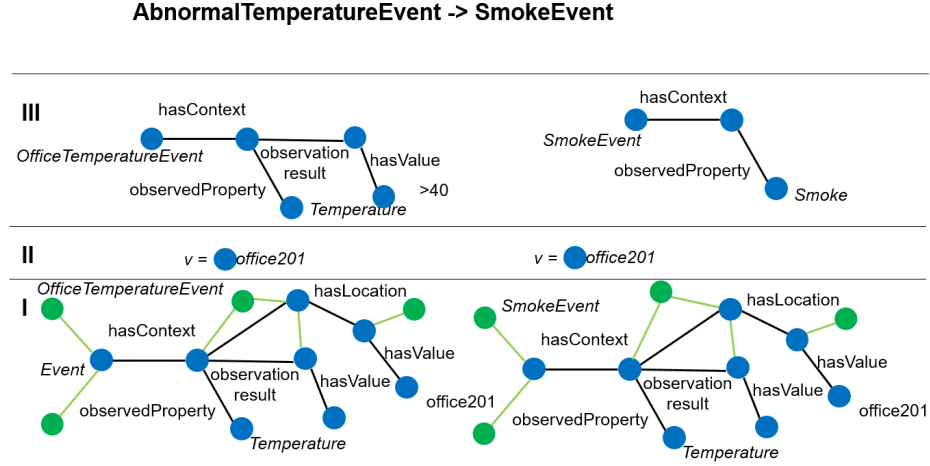 AbnormalTemperatureEvent -> SmokeEvent
III
hasContext
OfficeTemperatureEvent
observation
result
hasValue
observedProperty
>40
Temperature
hasContext
SmokeEvent
observedProperty
Smoke
II
v = office201
v = office201
I
OfficeTemperatureEvent
hasLocation
hasContext
Event
observation
result
hasValue
hasValue
observedProperty
office201
Temperature
SmokeEvent
hasLocation
hasContext
observation
result
hasValue
hasValue
observedProperty
office201
Temperature